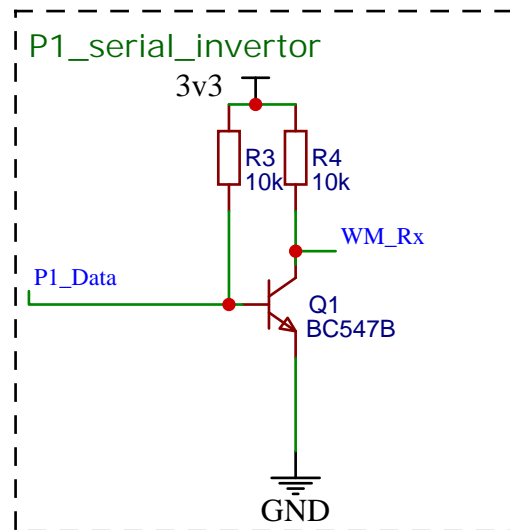 P1_serial_invertor
3v3
R3
10k
R4
10k
WM_Rx
P1_Data
Q1
BC547B
GND